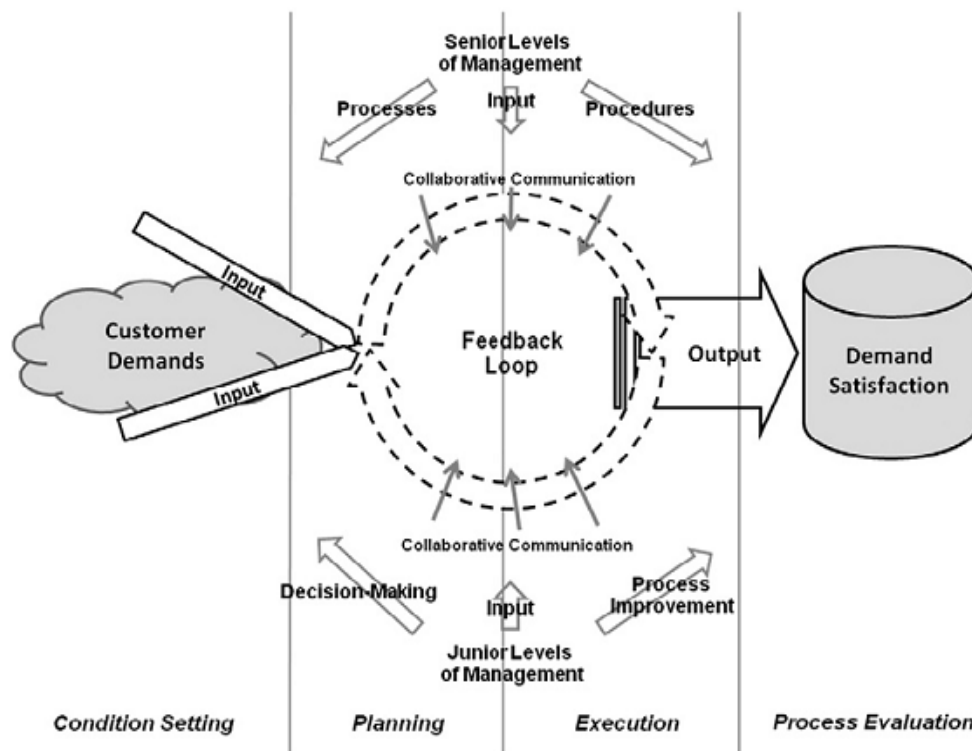 Senior Levels
of Management
Processes
Input
Procedures
Collaborative Communication
Input
Customer
Demands
Input
Feedback
Loop
Output
Demand
Satisfaction
Collaborative Communication
Decision-Making
Input
Process
Improvement
Junior Levels
of Management
Condition Setting
Planning
Execution
Process Evaluation